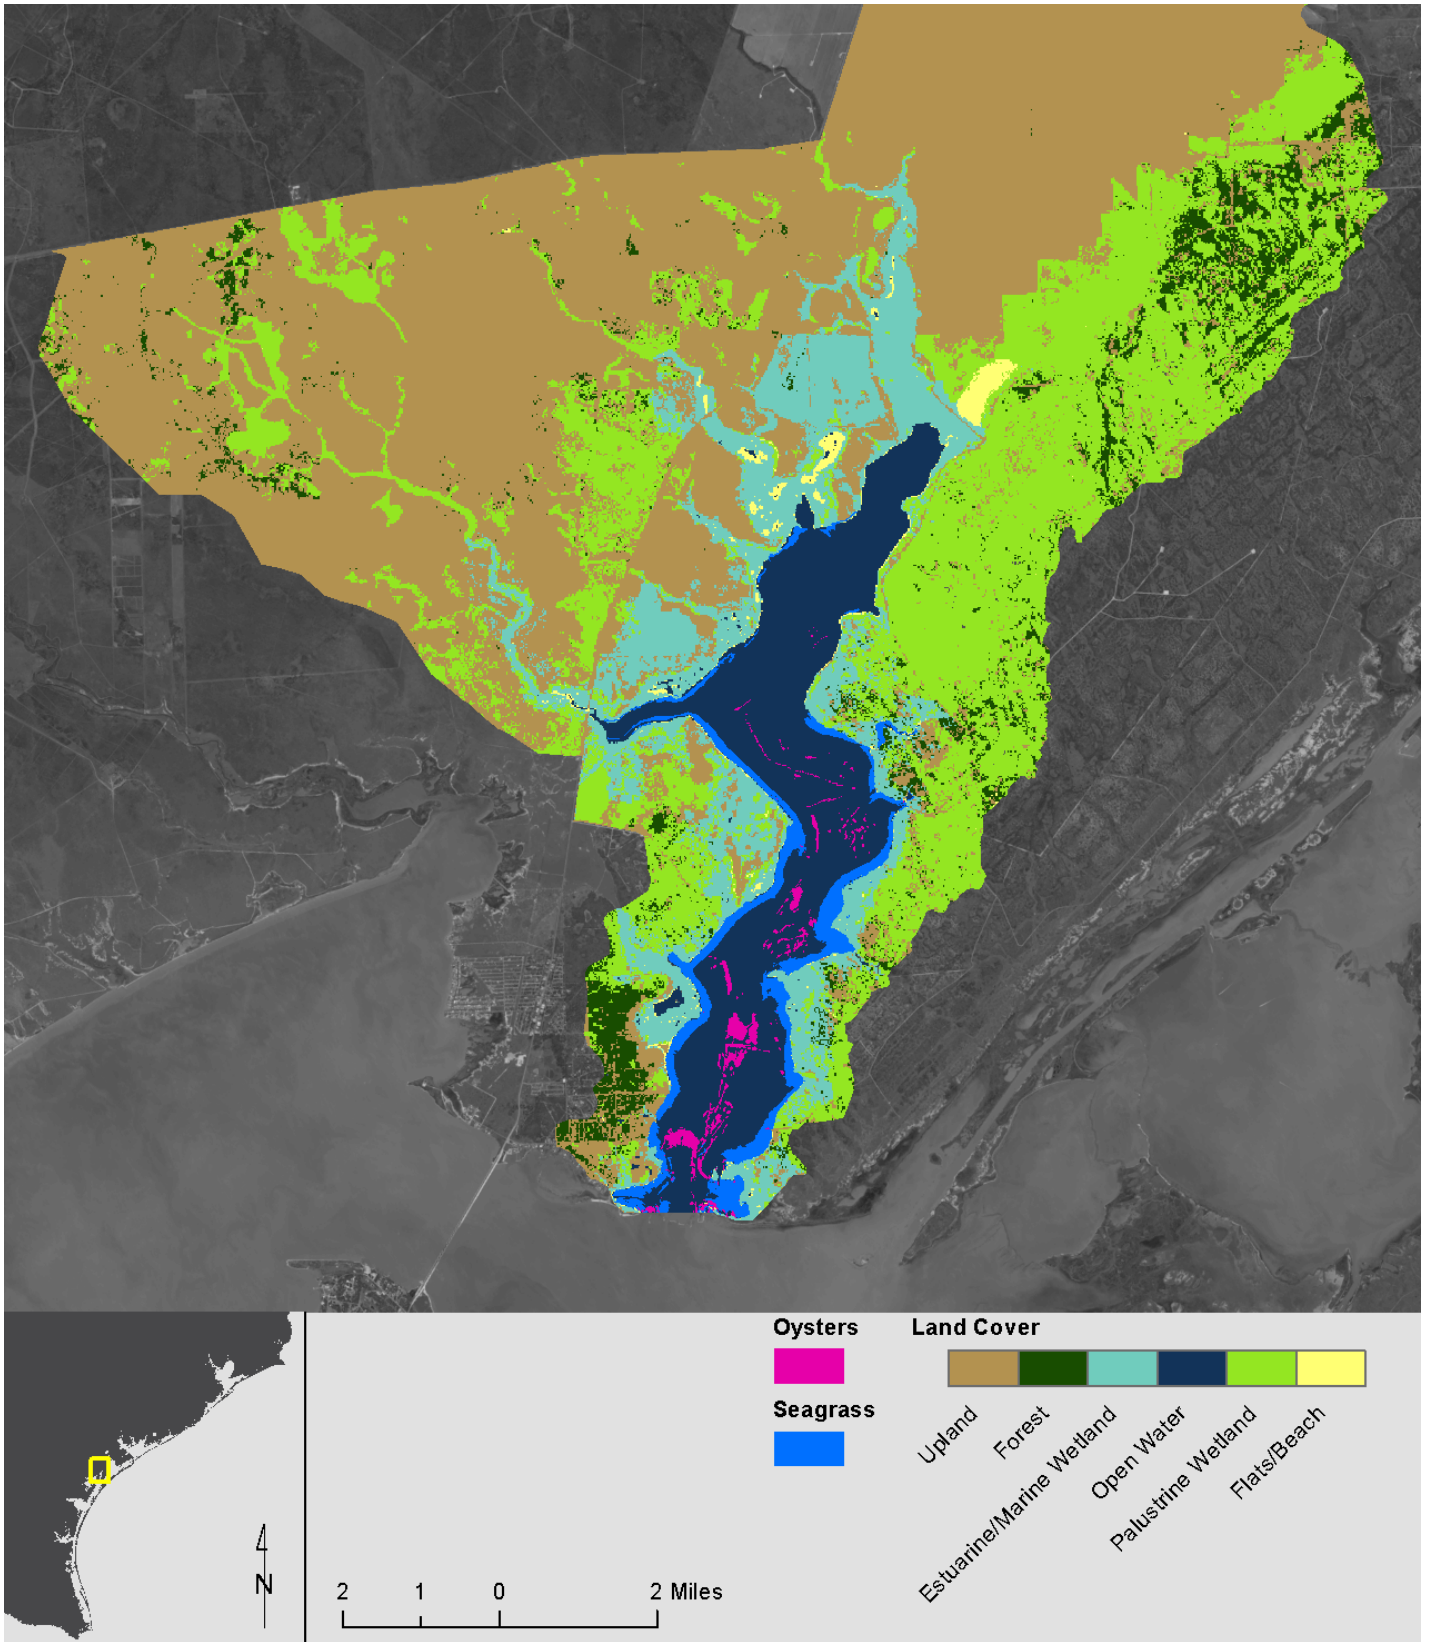 Oysters
Land Cover
Seagrass
Upland
Forest
Estuarine/Marine Wetland
Open Water
Palustrine Wetland
Flats/Beach
N
2 1 0 2 Miles